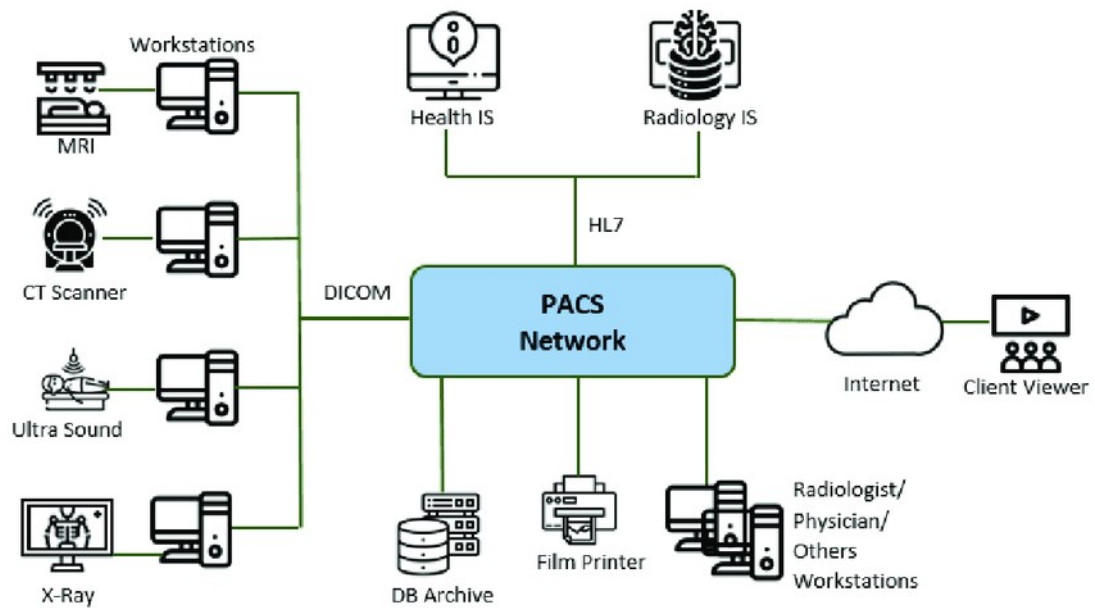 Workstations
MRI
CT Scanner
Ultra Sound
X-Ray
Health IS
Radiology IS
HL7
DICOM
PACS
Network
Internet
Client Viewer
DB Archive
Film Printer
Radiologist/
Physician/
Others
Workstations